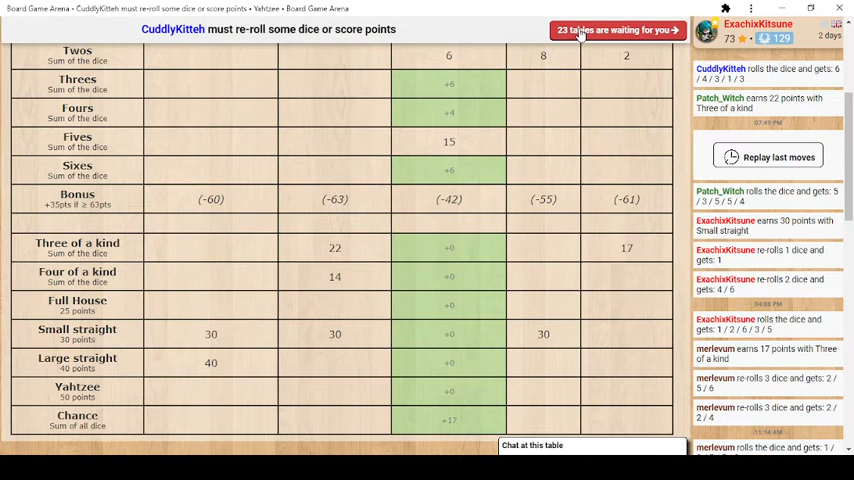 Board Game Arena
CuddlyKitteh must re-roll some dice or score points • Yahtzee • Board Game Arena
CuddlyKitteh must re-roll some dice or score points
23 tables are waiting for you
Twos
Sum of the dice
6 8 2
Threes
Sum of the dice
+6
Fours
Sum of the dice
+4
Fives
Sum of the dice
15
Sixes
Sum of the dice
+6
Bonus
+35pts if ≥ 63pts
(-60) (-63) (-42) (-55) (-61)
Three of a kind
Sum of the dice
22 +0 17
Four of a kind
Sum of the dice
14 +0
Full House
25 points
+0
Small straight
30 points
30 30 +0 30
Large straight
40 points
40 +0
Yahtzee
50 points
+0
Chance
Sum of all dice
+17
Chat at this table
ExachixKitsune
73 ★ 129
2 days
CuddlyKitteh rolls the dice and gets: 6
/ 4 / 3 / 1 / 3
Patch_Witch earns 22 points with
Three of a kind
07:49 PM
Replay last moves
Patch_Witch rolls the dice and gets: 5
/ 3 / 5 / 5 / 4
ExachixKitsune earns 30 points with
Small straight
ExachixKitsune re-rolls 1 dice and
gets: 1
ExachixKitsune re-rolls 2 dice and
gets: 4 / 6
04:08 PM
ExachixKitsune rolls the dice and
gets: 1 / 2 / 6 / 3 / 5
merlevum earns 17 points with Three
of a kind
merlevum re-rolls 3 dice and gets: 2 /
5 / 6
merlevum re-rolls 3 dice and gets: 2 /
2 / 4
11:14 AM
merlevum rolls the dice and gets: 1 /